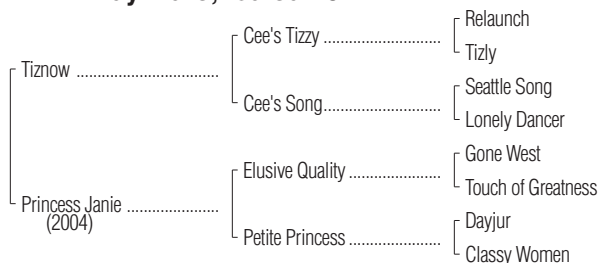 Relaunch
Cee's Tizzy ........................
Tizly
Tiznow ......................................
Seattle Song
Cee's Song...............................
Lonely Dancer
Gone West
Elusive Quality ........................
Touch of Greatness
Princess Janie ........................
(2004)
Dayjur
Petite Princess ........................
Classy Women